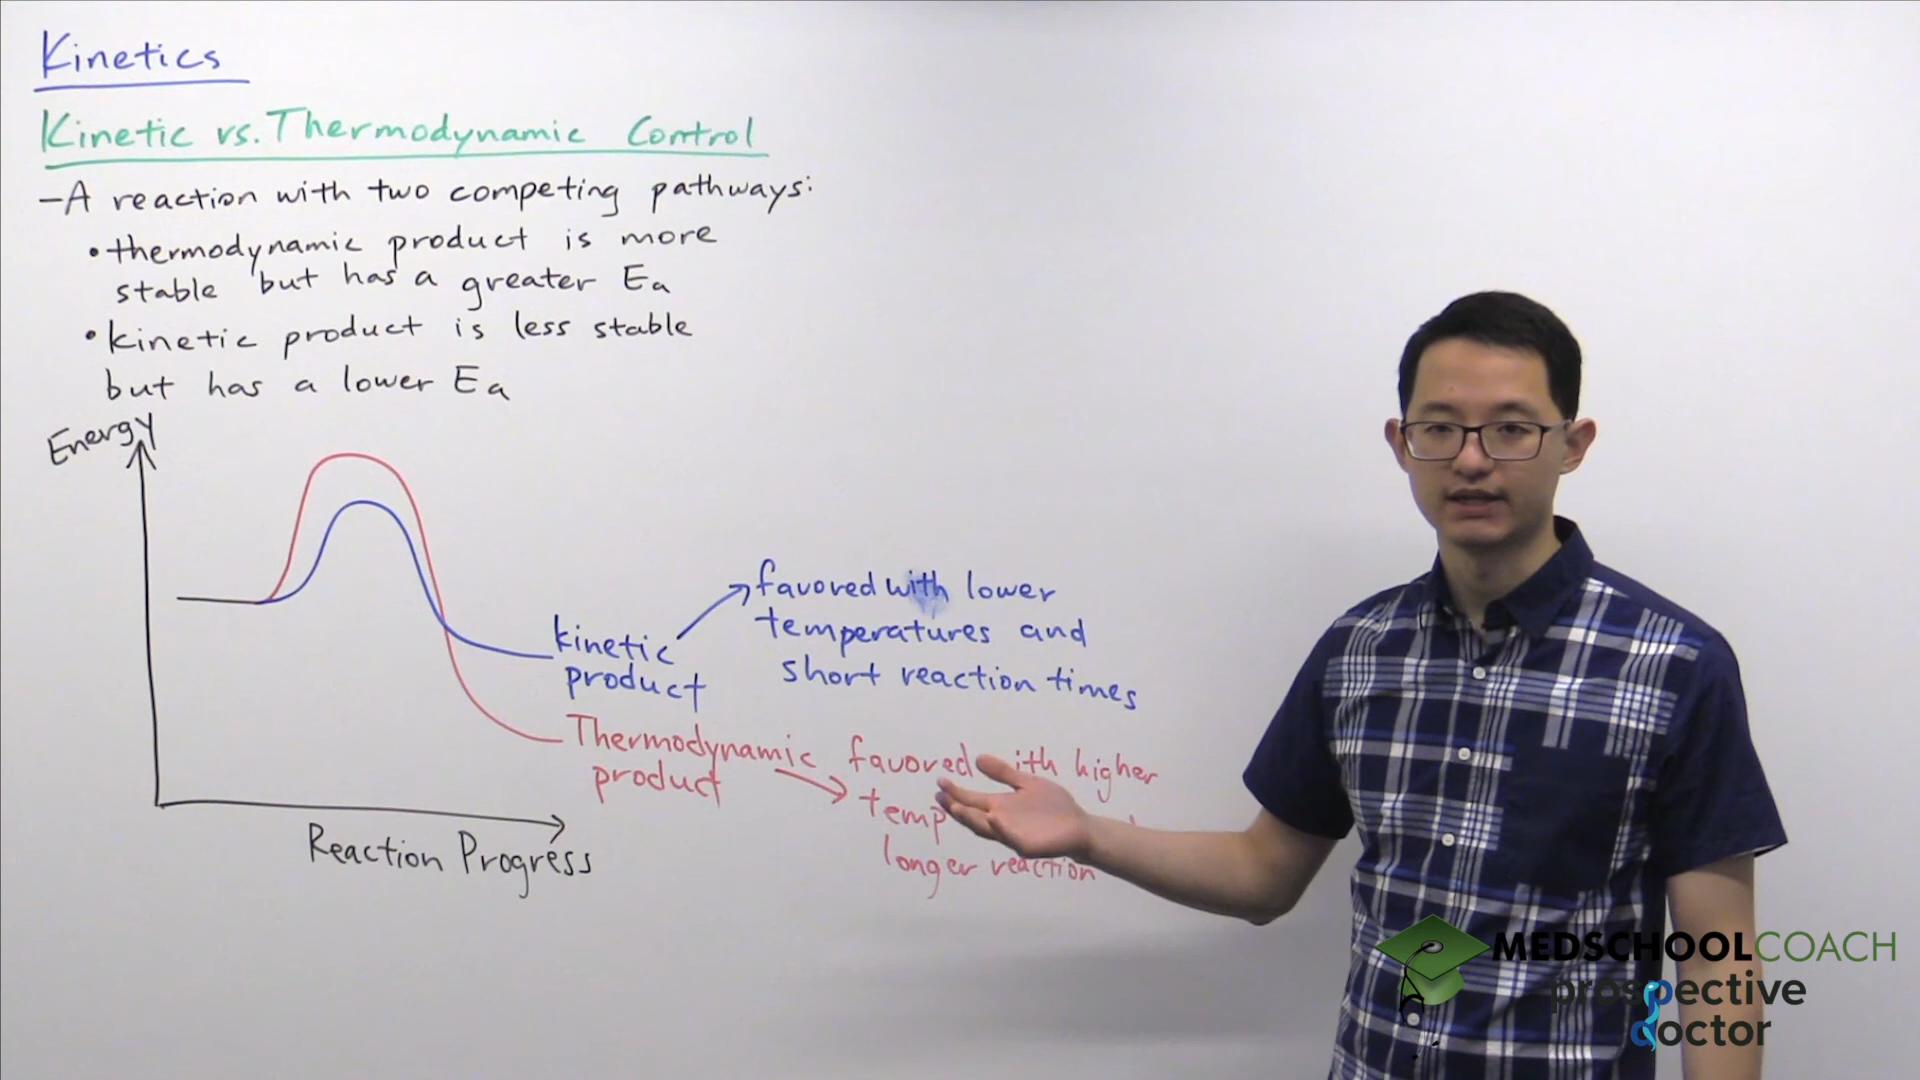 Kinetics
Kinetic vs. Thermodynamic Control
-A reaction with two competing pathways:
• thermodynamic product is more
stable but has a greater Ea
• kinetic product is less stable
but has a lower Ea
Energy
favored with lower
temperatures and
short reaction times
kinetic
product
Thermodynamic
product
favored with higher
temp
longer reaction
Reaction Progress
MEDSCHOOLCOACH
prospective
doctor